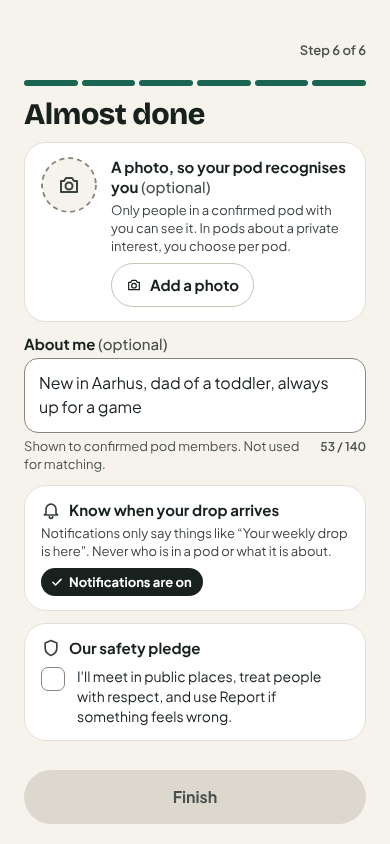 Step 6 of 6
Almost done
A photo, so your pod recognises
you (optional)
Only people in a confirmed pod with
you can see it. In pods about a private
interest, you choose per pod.
Add a photo
About me (optional)
New in Aarhus, dad of a toddler, always
up for a game
Shown to confirmed pod members. Not used
for matching.
53 / 140
Know when your drop arrives
Notifications only say things like “Your weekly drop
is here”. Never who is in a pod or what it is about.
Notifications are on
Our safety pledge
I'll meet in public places, treat people
with respect, and use Report if
something feels wrong.
Finish